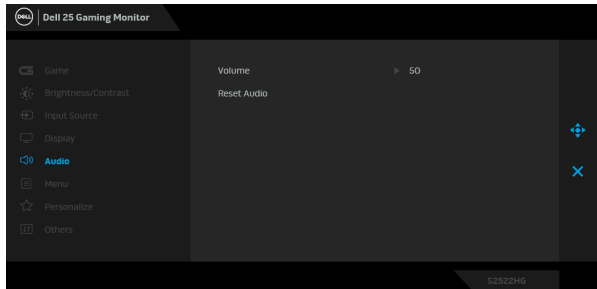 DELL Dell 25 Gaming Monitor
Game
Volume 50
Brightness/Contrast
Reset Audio
Input Source
Display
Audio
Menu
Personalize
Others
S2522HG